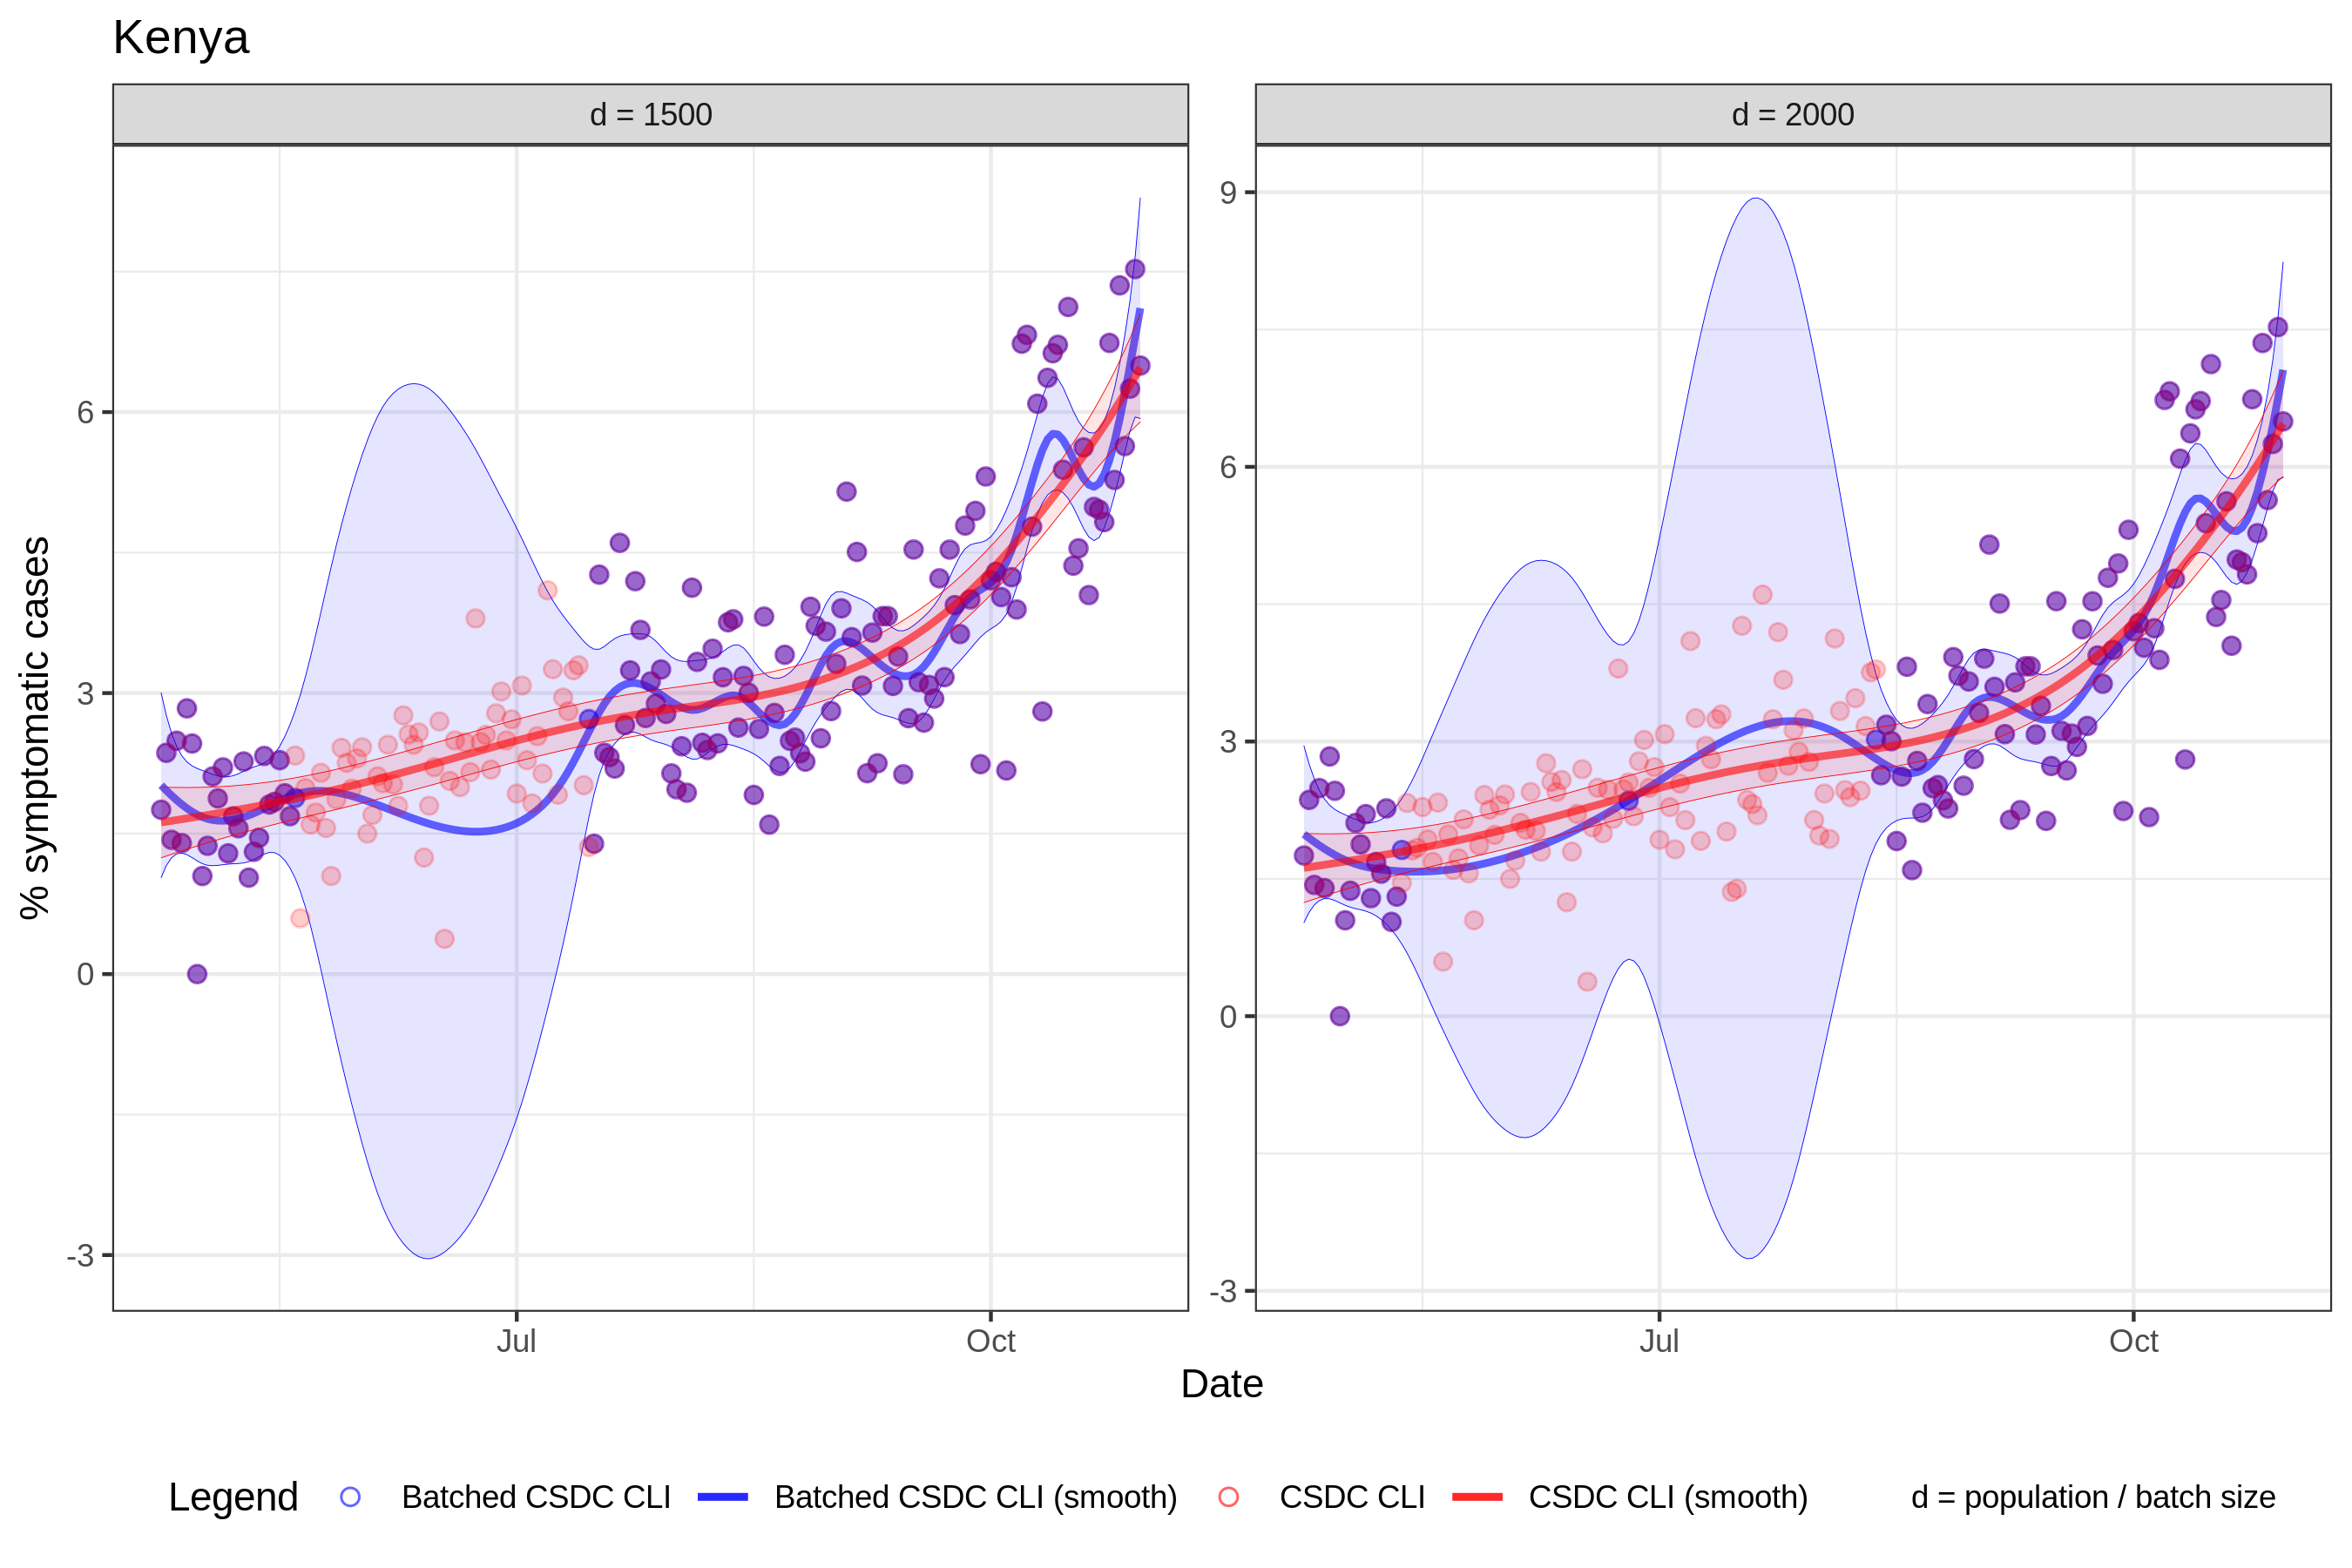 Kenya
d = 1500
d = 2000
% symptomatic cases
6
3
0
-3
9
6
3
0
-3
Jul
Oct
Jul
Oct
Date
Legend Batched CSDC CLI Batched CSDC CLI (smooth) CSDC CLI CSDC CLI (smooth) d = population / batch size